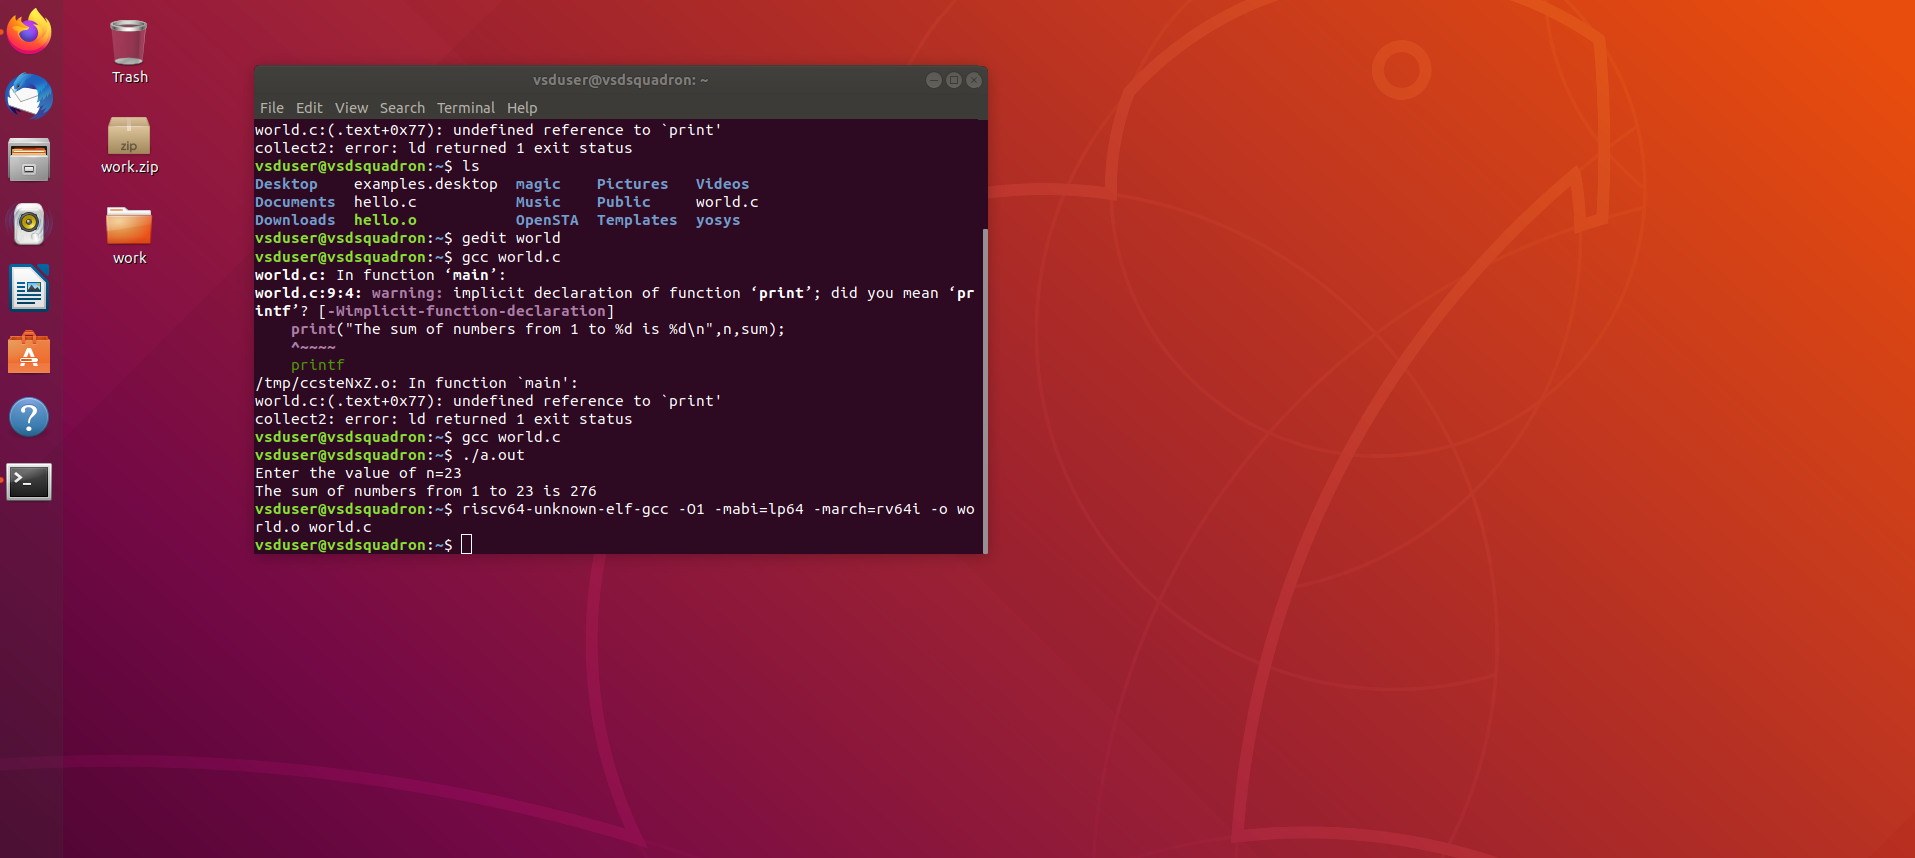 Trash
zip
work.zip
work
vsduser@vsdsquadron: ~
File Edit View Search Terminal Help
world.c:(.text+0x77): undefined reference to `print'
collect2: error: ld returned 1 exit status
vsduser@vsdsquadron:~$ ls
Desktop examples.desktop magic Pictures Videos
Documents hello.c Music Public world.c
Downloads hello.o OpenSTA Templates yosys
vsduser@vsdsquadron:~$ gedit world
vsduser@vsdsquadron:~$ gcc world.c
world.c: In function ‘main’:
world.c:9:4: warning: implicit declaration of function ‘print’; did you mean ‘pr
intf’? [-Wimplicit-function-declaration]
print("The sum of numbers from 1 to %d is %d\n",n,sum);
^~~~~
printf
/tmp/ccsteNxZ.o: In function `main':
world.c:(.text+0x77): undefined reference to `print'
collect2: error: ld returned 1 exit status
vsduser@vsdsquadron:~$ gcc world.c
vsduser@vsdsquadron:~$ ./a.out
Enter the value of n=23
The sum of numbers from 1 to 23 is 276
vsduser@vsdsquadron:~$ riscv64-unknown-elf-gcc -O1 -mabi=lp64 -march=rv64i -o wo
rld.o world.c
vsduser@vsdsquadron:~$